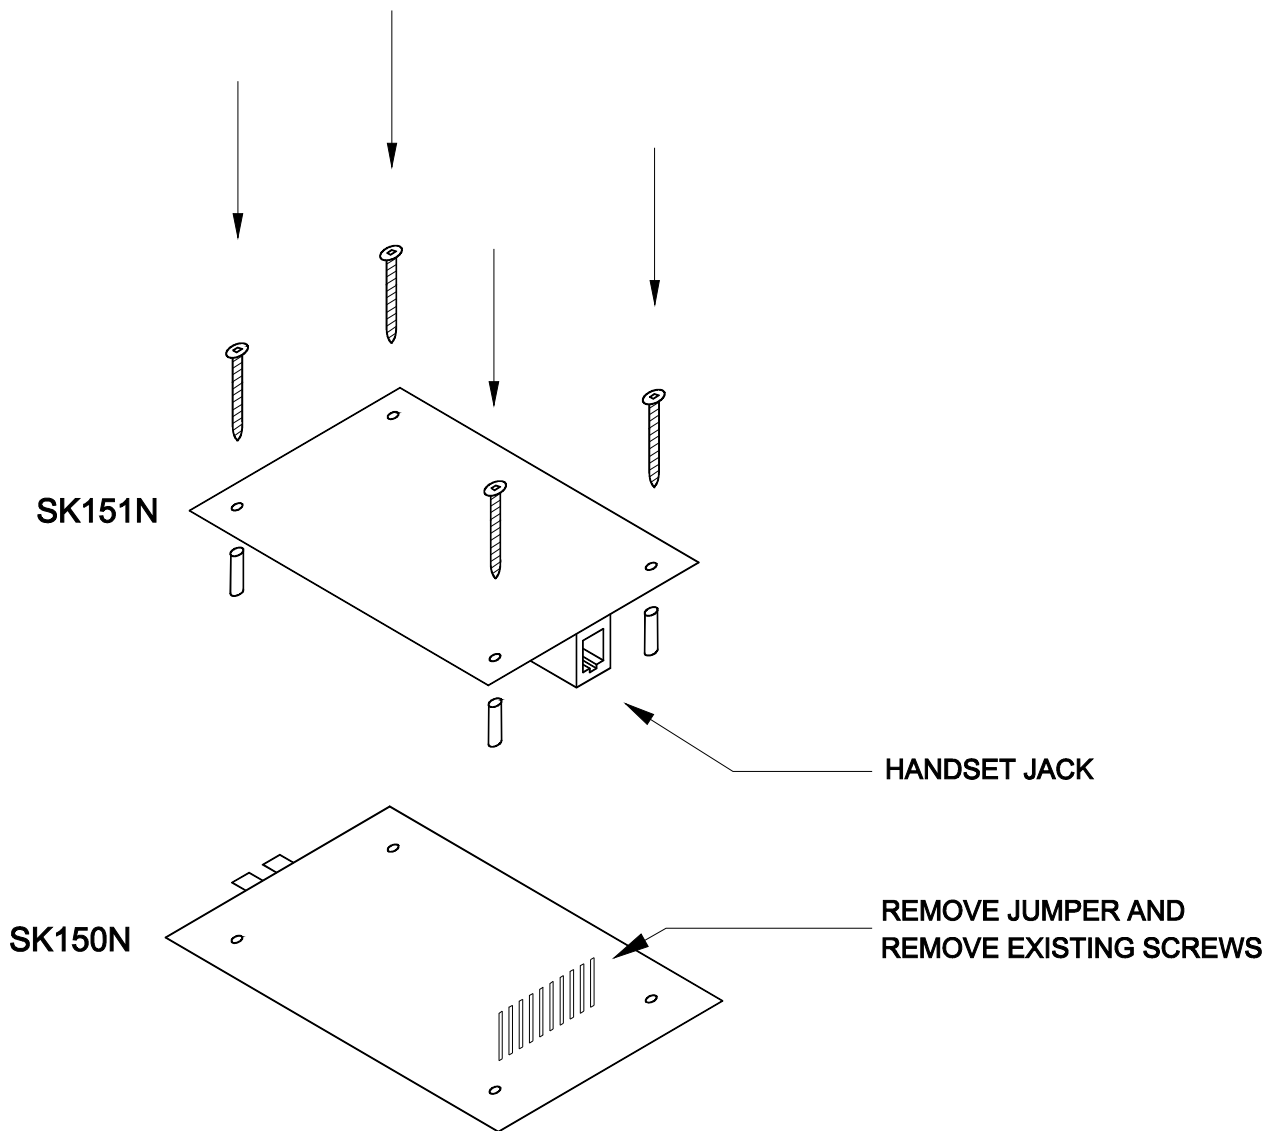 SK151N
HANDSET JACK
SK150N
REMOVE JUMPER AND
REMOVE EXISTING SCREWS